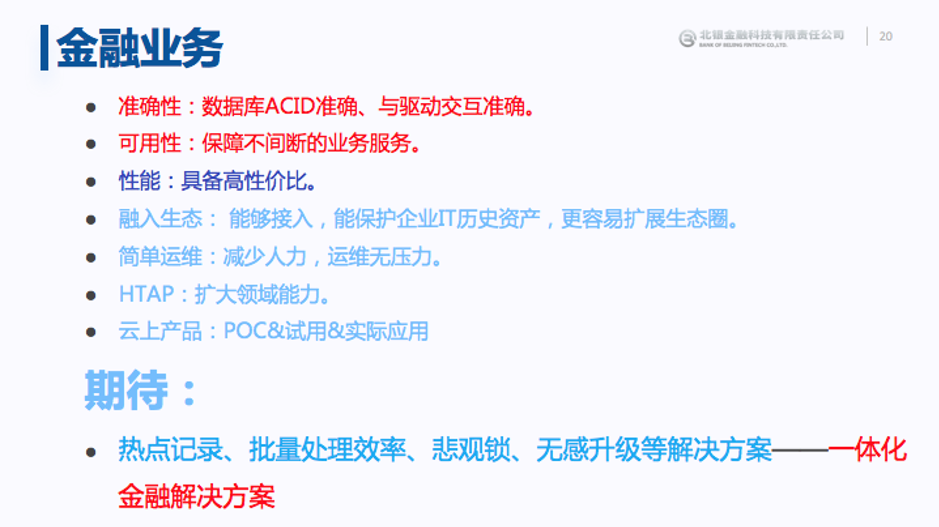 金融业务
北银金融科技有限责任公司
BANK OF BEIJING FINTECH CO.,LTD.
20
准确性：数据库ACID准确、与驱动交互准确。
可用性：保障不间断的业务服务。
性能：具备高性价比。
融入生态： 能够接入，能保护企业IT历史资产，更容易扩展生态圈。
简单运维：减少人力，运维无压力。
HTAP：扩大领域能力。
云上产品：POC&试用&实际应用
期待：
热点记录、批量处理效率、悲观锁、无感升级等解决方案——一体化
金融解决方案